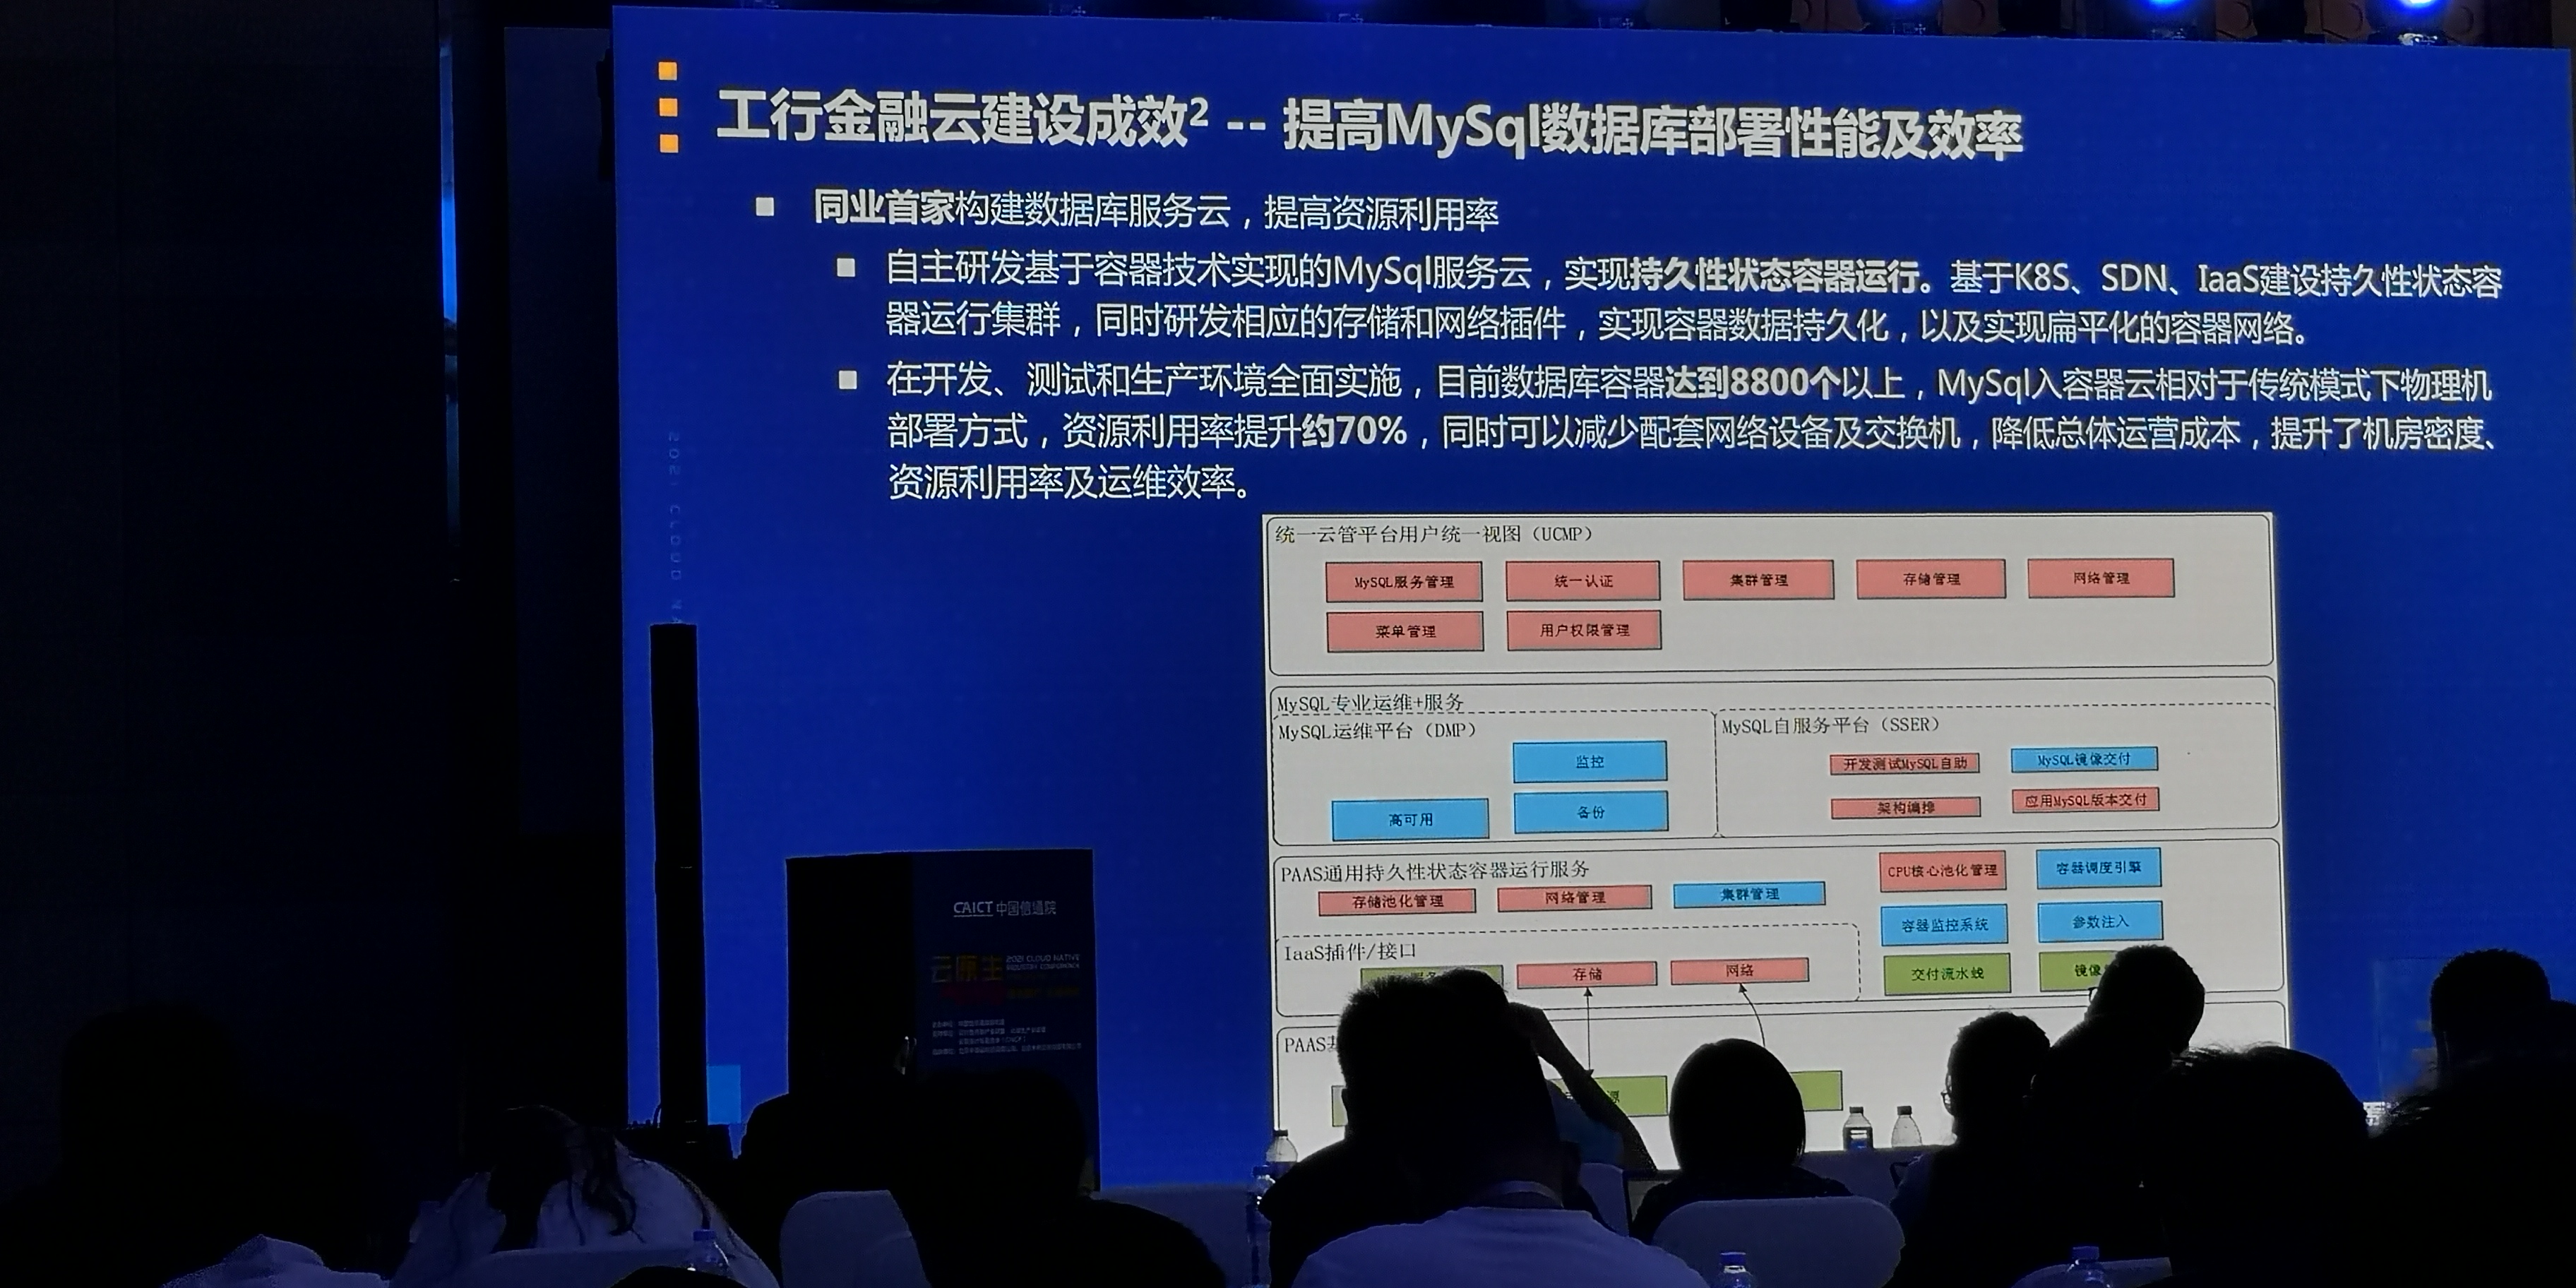 工行金融云建设成效2 -- 提高MySql数据库部署性能及效率
同业首家构建数据库服务云，提高资源利用率
自主研发基于容器技术实现的MySql服务云，实现持久性状态容器运行。基于K8S、SDN、IaaS建设持久性状态容
器运行集群，同时研发相应的存储和网络插件，实现容器数据持久化，以及实现扁平化的容器网络。
在开发、测试和生产环境全面实施，目前数据库容器达到8800个以上，MySql入容器云相对于传统模式下物理机
部署方式，资源利用率提升约70%，同时可以减少配套网络设备及交换机，降低总体运营成本，提升了机房密度、
资源利用率及运维效率。
统一云管平台用户统一视图（UCMP）
MySQL服务管理
统一认证
集群管理
存储管理
网络管理
菜单管理
用户权限管理
MySQL专业运维+服务
MySQL运维平台（DMP）
监控
高可用
备份
MySQL自服务平台（SSER）
开发测试MySQL自助
MySQL镜像交付
架构编排
应用MySQL版本交付
PAAS通用持久性状态容器运行服务
存储池化管理
网络管理
集群管理
CPU核心池化管理
容器调度引擎
容器监控系统
参数注入
交付流水线
镜像
IaaS插件/接口
存储
网络
PAAS
源
CAICT 中国信通院
云原生
2021 CLOUD NATIVE
INDUSTRY CONFERENCE
2021 CLOUD N